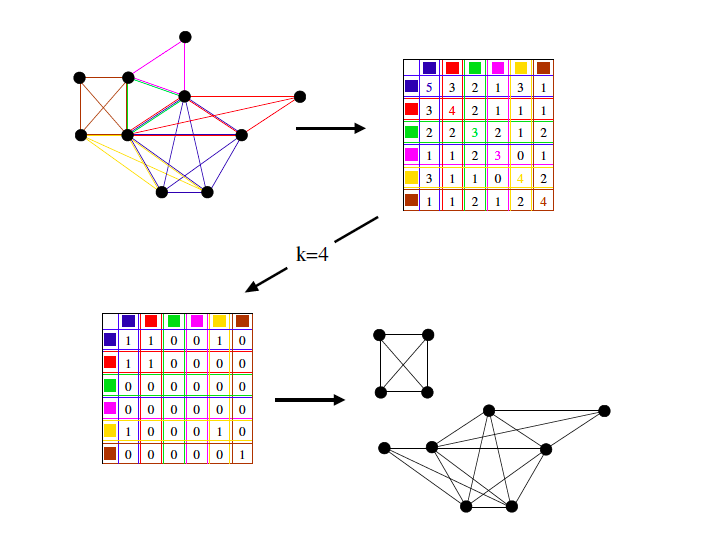 5 3 2 1 3 1
3 4 2 1 1 1
2 2 3 2 1 2
1 1 2 3 0 1
3 1 1 0 4 2
1 1 2 1 2 4
k=4
1 1 0 0 1 0
1 1 0 0 0 0
0 0 0 0 0 0
0 0 0 0 0 0
1 0 0 0 1 0
0 0 0 0 0 1